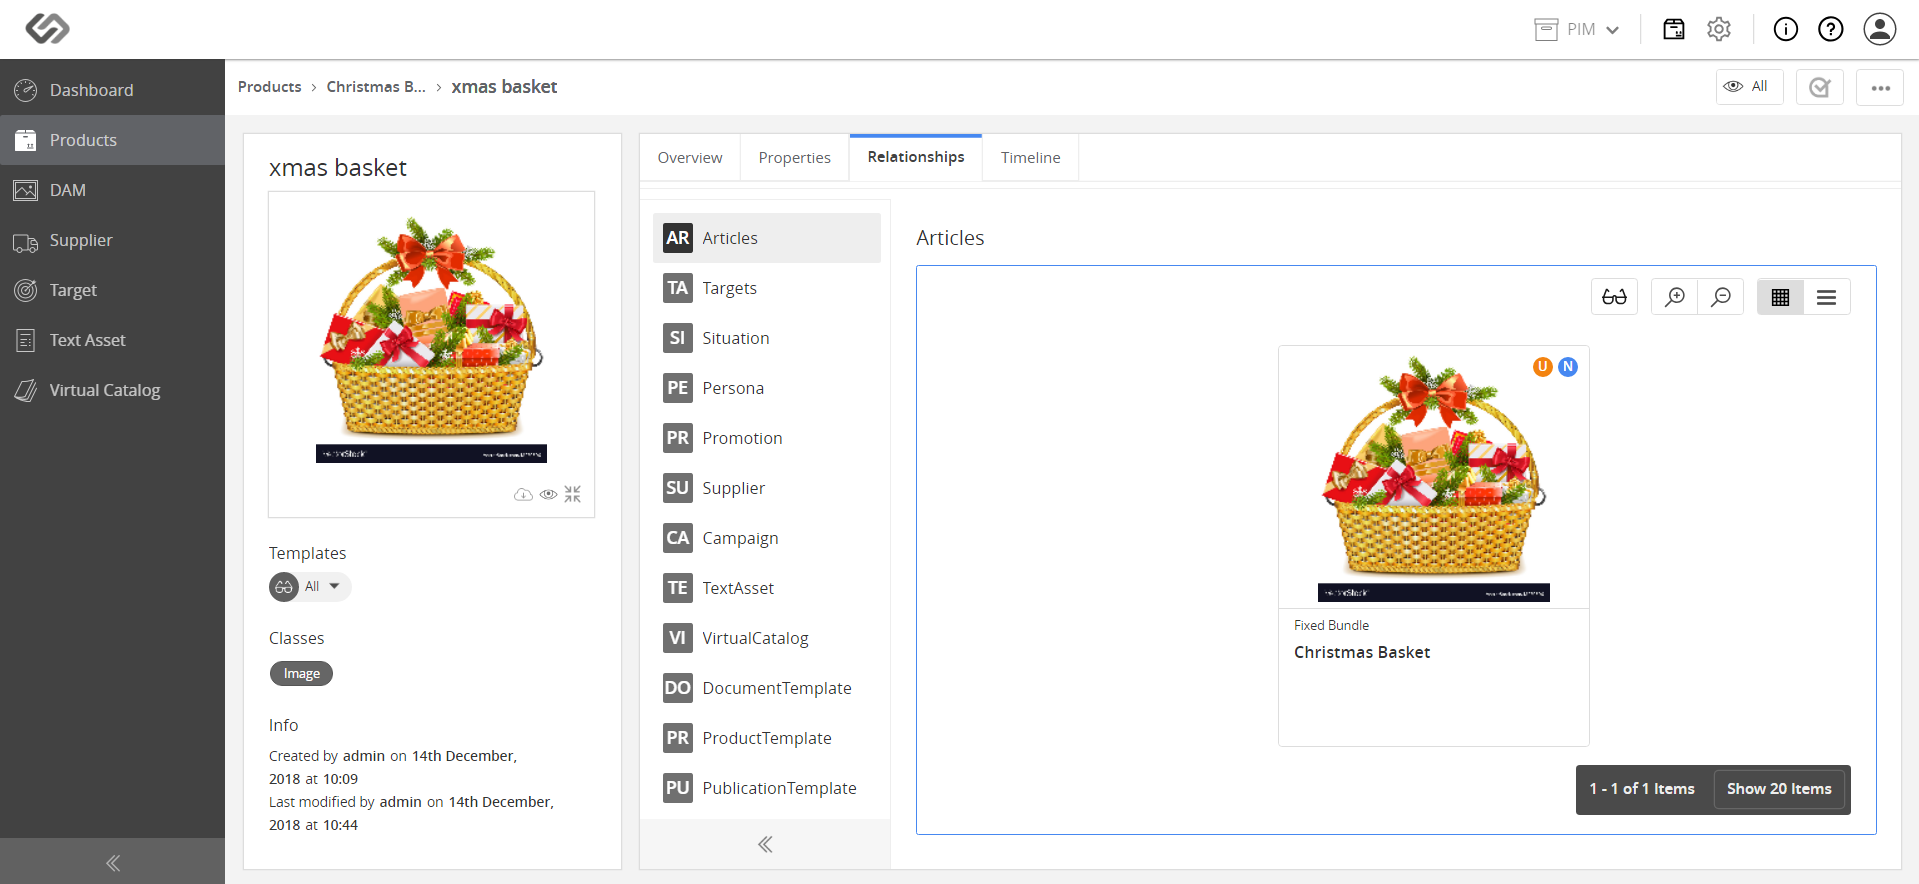 PIM
Dashboard
Products
DAM
Supplier
Target
Text Asset
Virtual Catalog
Products › Christmas B... › xmas basket
All
xmas basket
Templates
All
Classes
Image
Info
Created by admin on 14th December,
2018 at 10:09
Last modified by admin on 14th December,
2018 at 10:44
Overview
Properties
Relationships
Timeline
AR Articles
TA Targets
SI Situation
PE Persona
PR Promotion
SU Supplier
CA Campaign
TE TextAsset
VI VirtualCatalog
DO DocumentTemplate
PR ProductTemplate
PU PublicationTemplate
Articles
U N
Fixed Bundle
Christmas Basket
1 - 1 of 1 Items
Show 20 Items